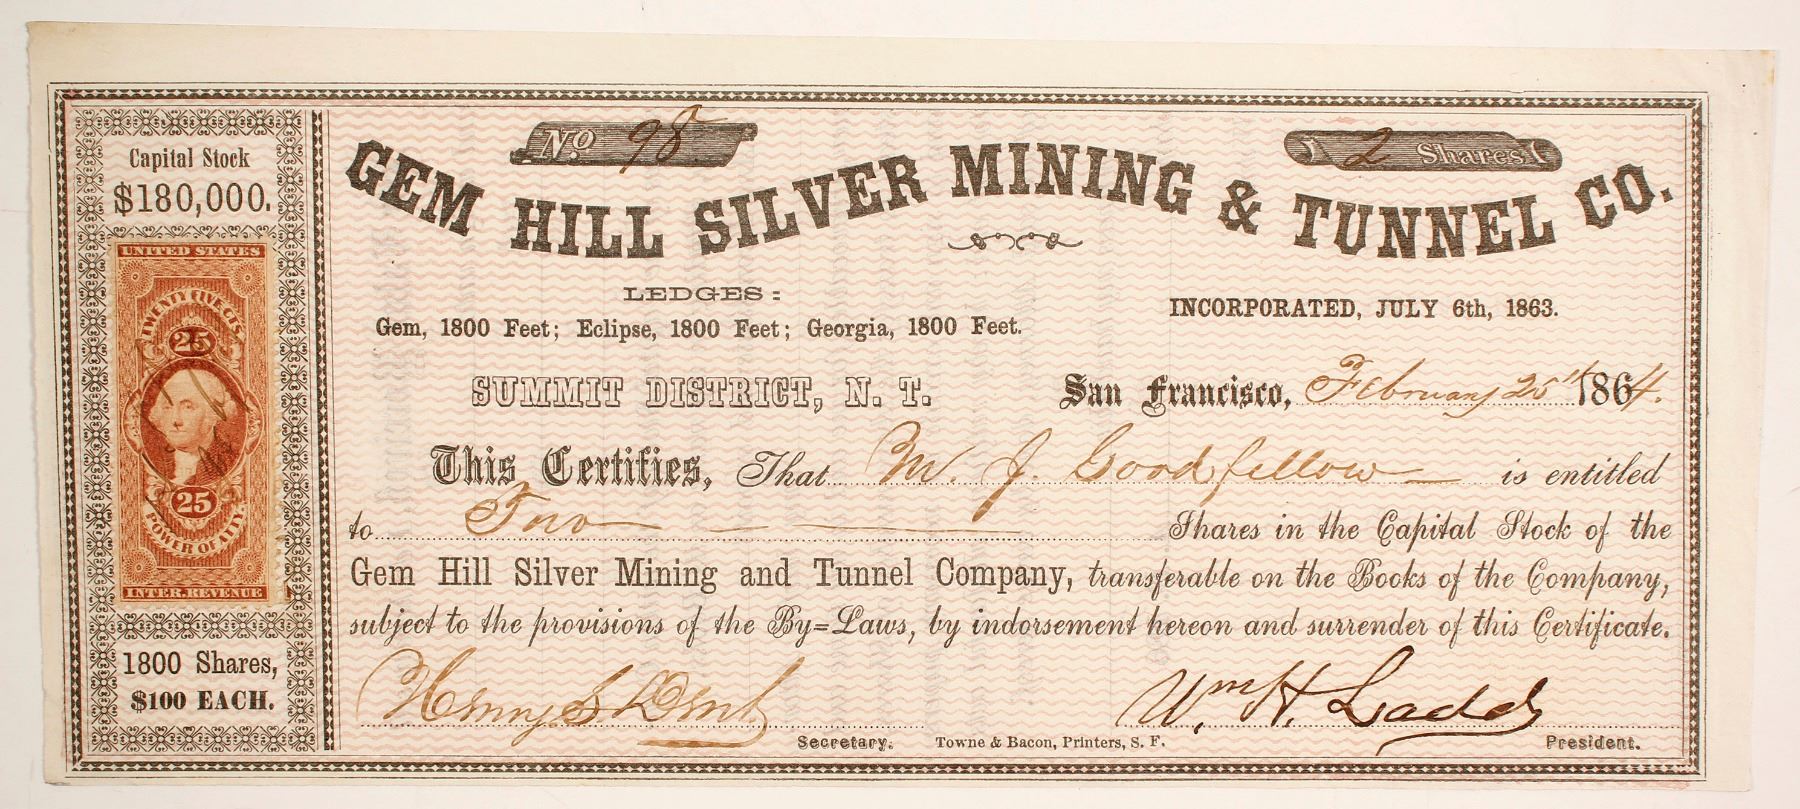 Capital Stock
$180,000.
UNITED STATES
TWENTY FIVE CTS.
25
25
POWER OF ATT'Y.
INTER. REVENUE
1800 Shares,
$100 EACH.
No. 98
2 Shares
GEM HILL SILVER MINING & TUNNEL CO.
LEDGES:
Gem, 1800 Feet; Eclipse, 1800 Feet; Georgia, 1800 Feet.
INCORPORATED, JULY 6th, 1863.
SUMMIT DISTRICT, N. T.
San Francisco, February 25th 1864.
This Certifies, That M. J. Goodfellow is entitled
to Two Shares in the Capital Stock of the
Gem Hill Silver Mining and Tunnel Company, transferable on the Books of the Company,
subject to the provisions of the By=Laws, by indorsement hereon and surrender of this Certificate.
Henry S Dent
Wm H. Ladd
Secretary.
Towne & Bacon, Printers, S. F.
President.